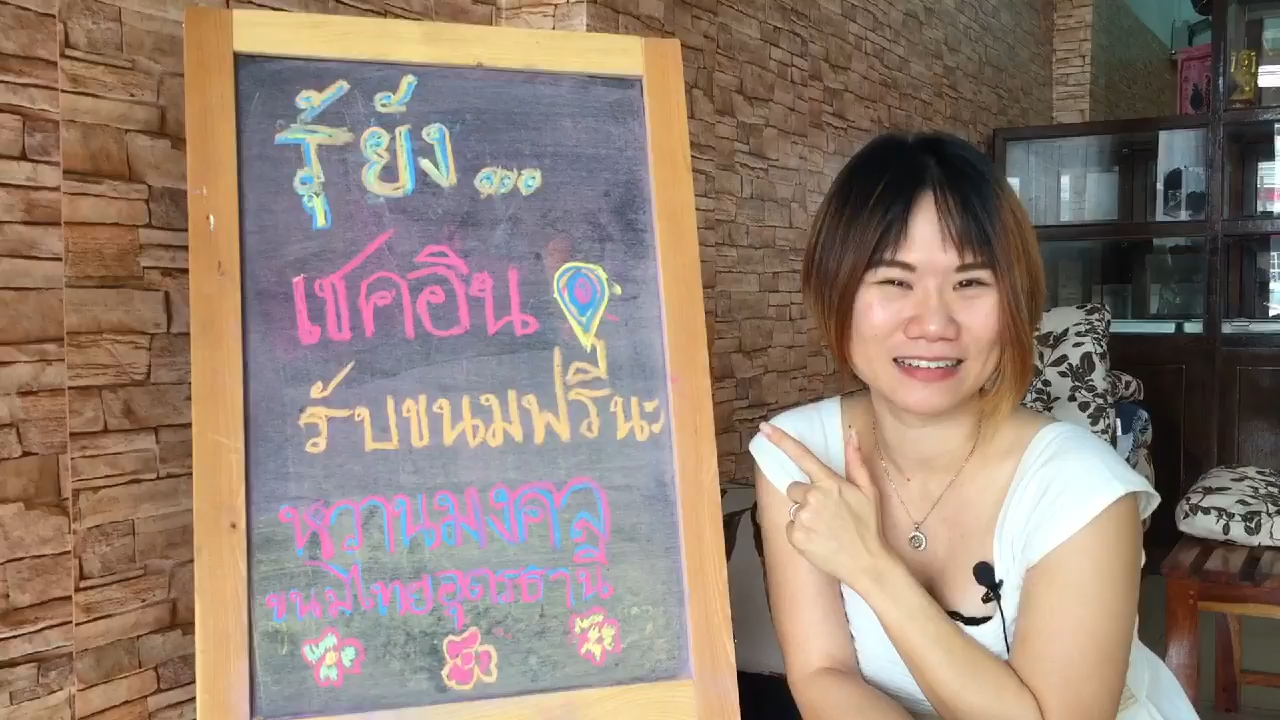 รู้ยัง...
เชคอิน
รับขนมฟรีนะ
หวานมงคล
ขนมไทยอุดรธานี